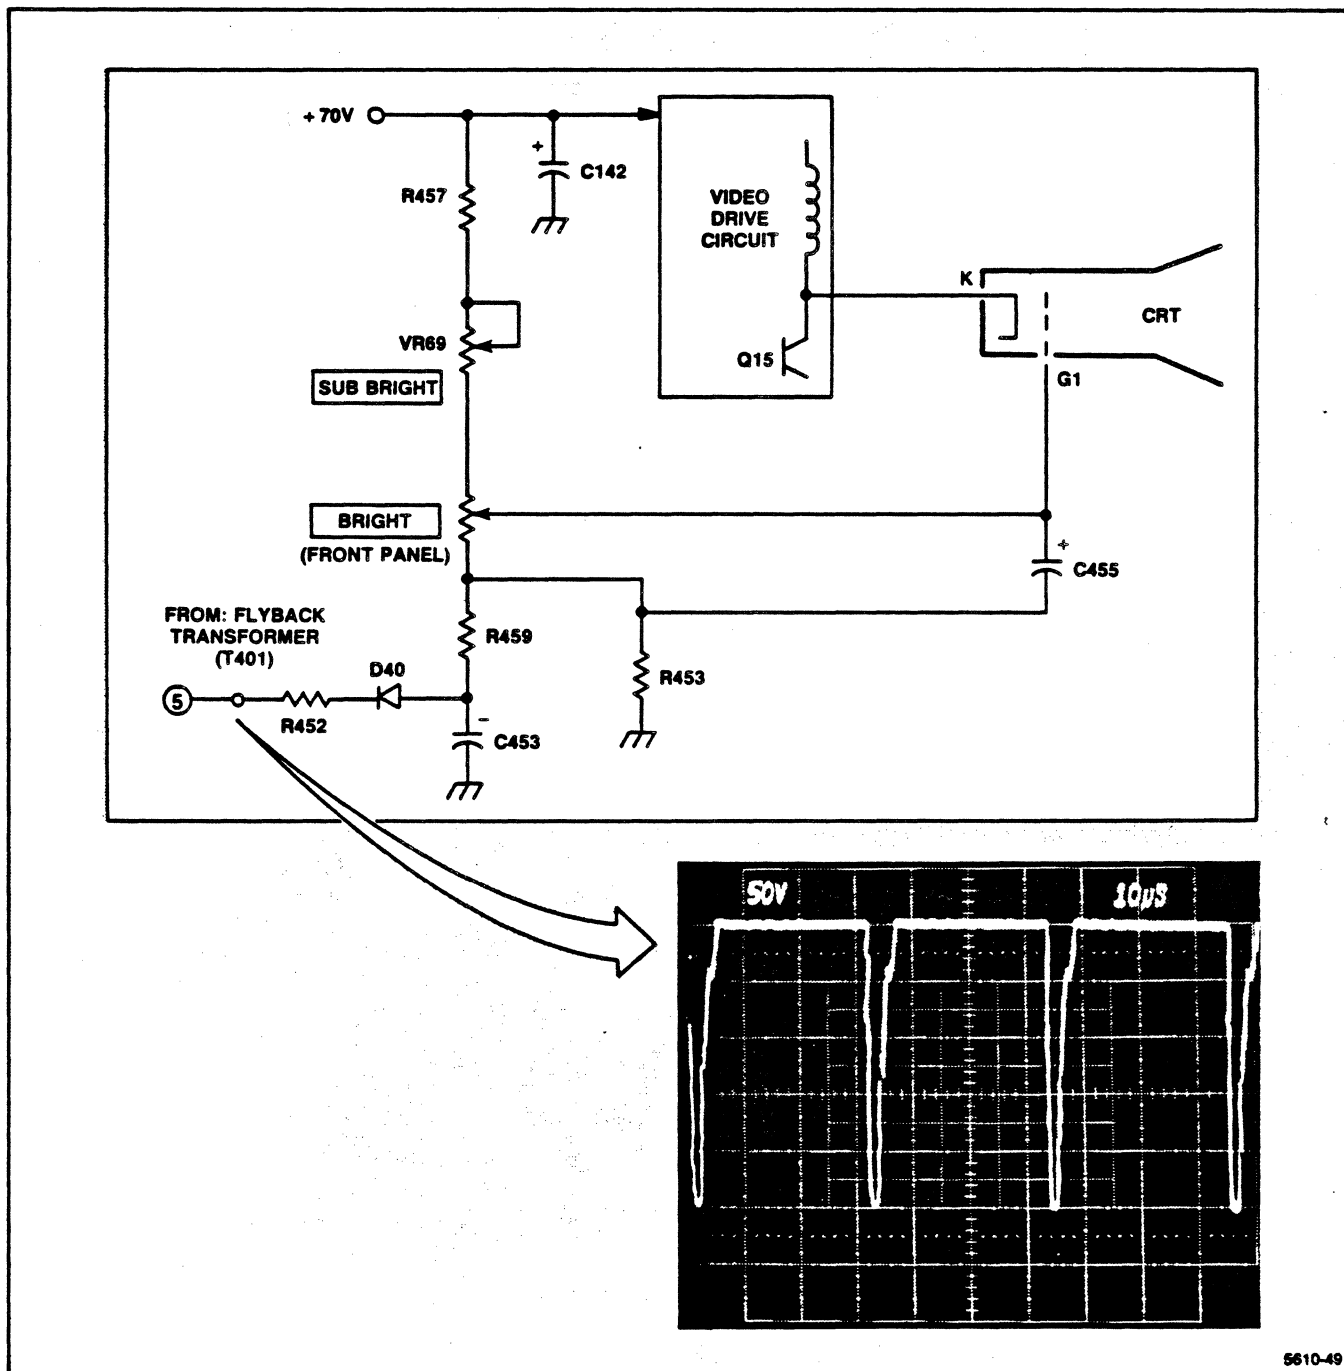 + 70V
C142
R457
VIDEO
DRIVE
CIRCUIT
K
CRT
VR69
Q15
SUB BRIGHT
G1
BRIGHT
(FRONT PANEL)
C455
FROM: FLYBACK
TRANSFORMER
(T401)
R459
D40
5
R452
R453
C453
50V
10µS
5610-49